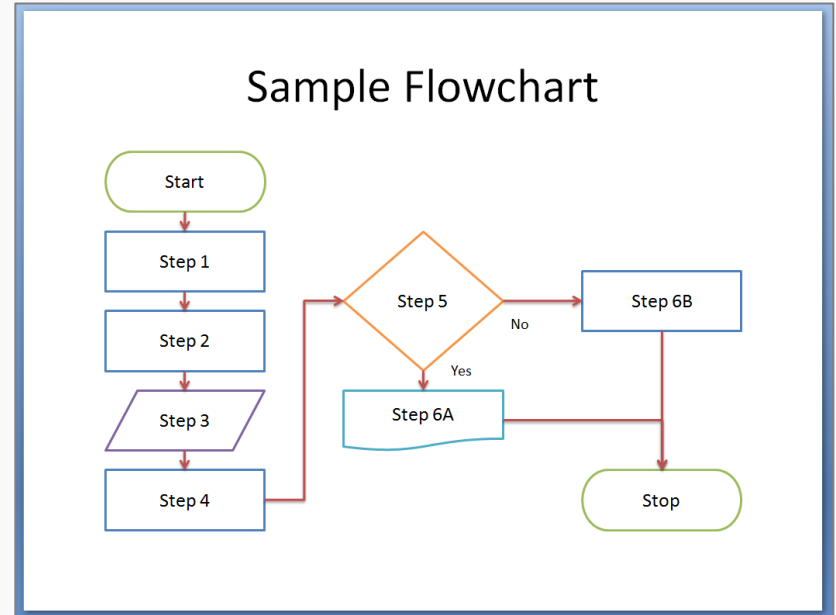 Sample Flowchart
Start
Step 1
Step 2
Step 3
Step 4
Step 5
No
Yes
Step 6A
Step 6B
Stop